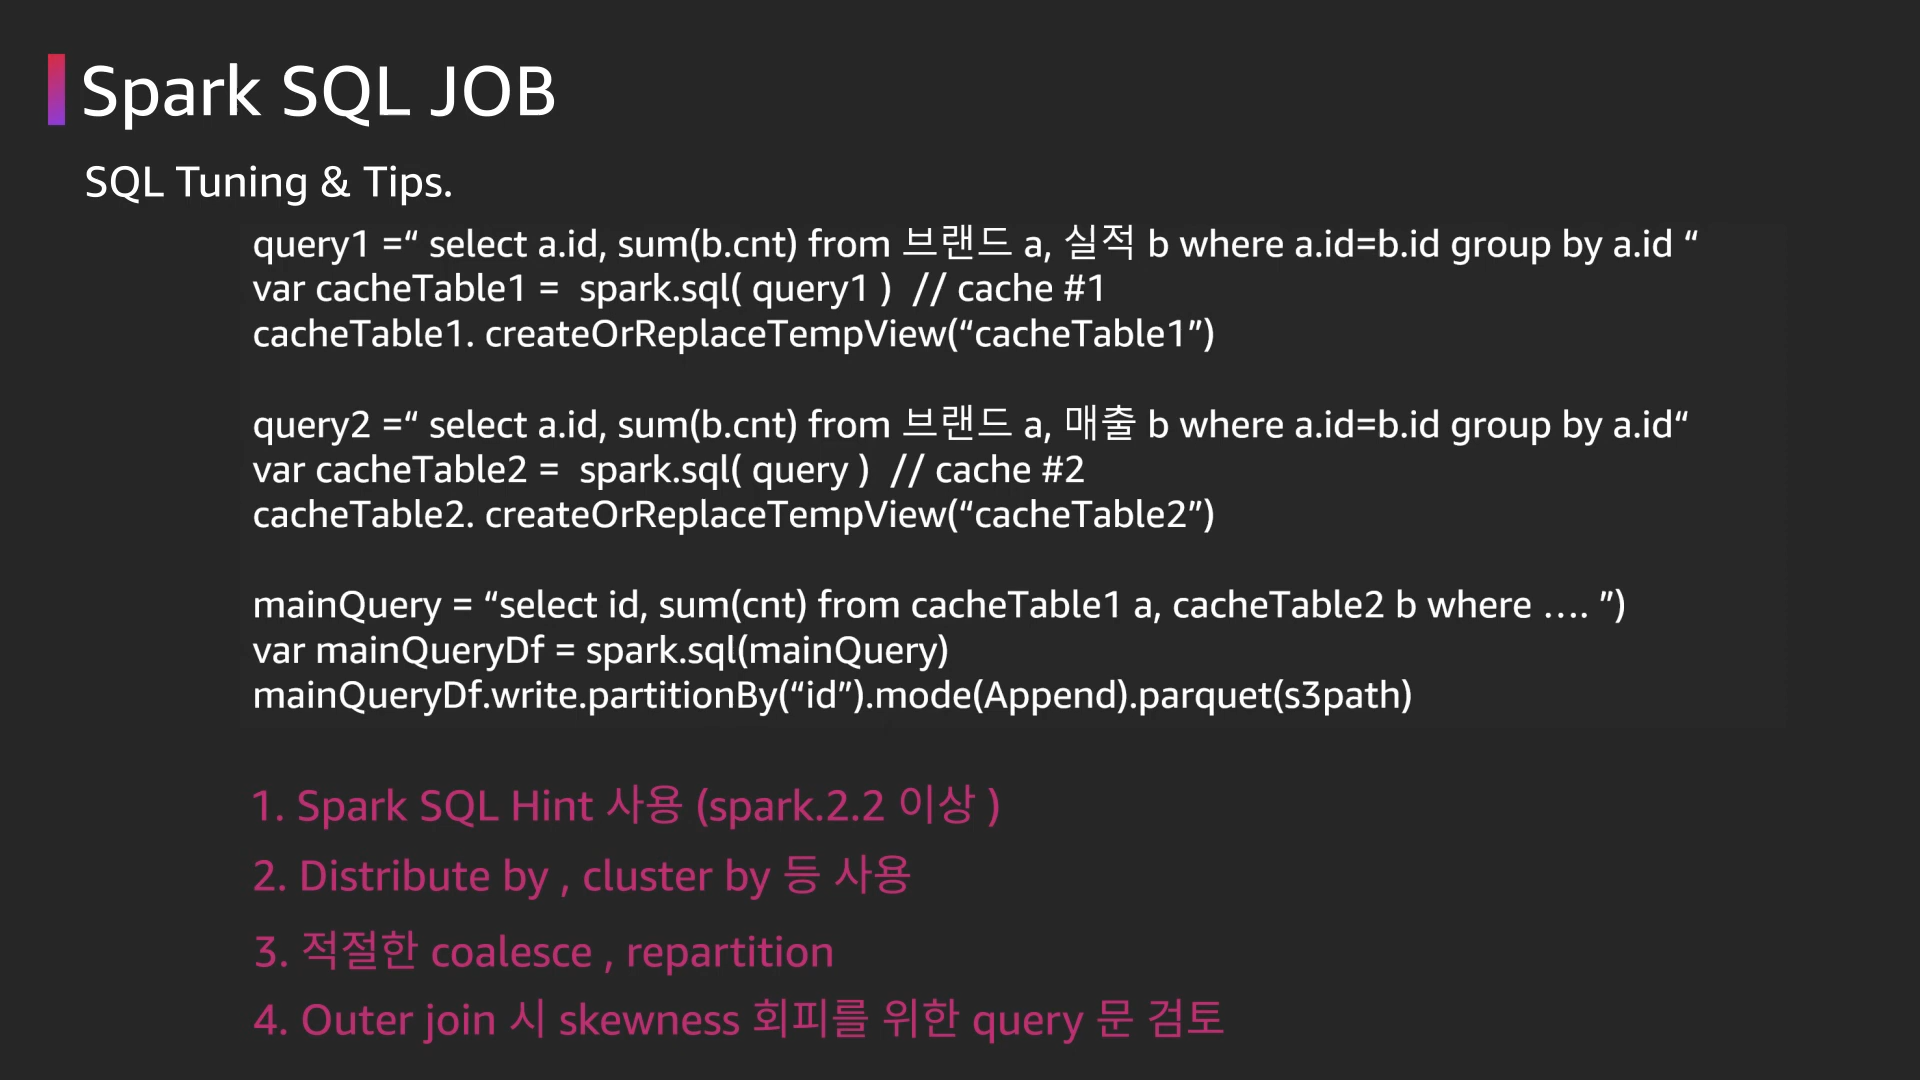 Spark SQL JOB
SQL Tuning & Tips.
query1 =“ select a.id, sum(b.cnt) from 브랜드 a, 실적 b where a.id=b.id group by a.id “
var cacheTable1 =  spark.sql( query1 )  // cache #1
cacheTable1. createOrReplaceTempView(“cacheTable1”)
query2 =“ select a.id, sum(b.cnt) from 브랜드 a, 매출 b where a.id=b.id group by a.id“
var cacheTable2 =  spark.sql( query )  // cache #2
cacheTable2. createOrReplaceTempView(“cacheTable2”)
mainQuery = “select id, sum(cnt) from cacheTable1 a, cacheTable2 b where .... ”)
var mainQueryDf = spark.sql(mainQuery)
mainQueryDf.write.partitionBy(“id”).mode(Append).parquet(s3path)
1. Spark SQL Hint 사용 (spark.2.2 이상 )
2. Distribute by , cluster by 등 사용
3. 적절한 coalesce , repartition
4. Outer join 시 skewness 회피를 위한 query 문 검토